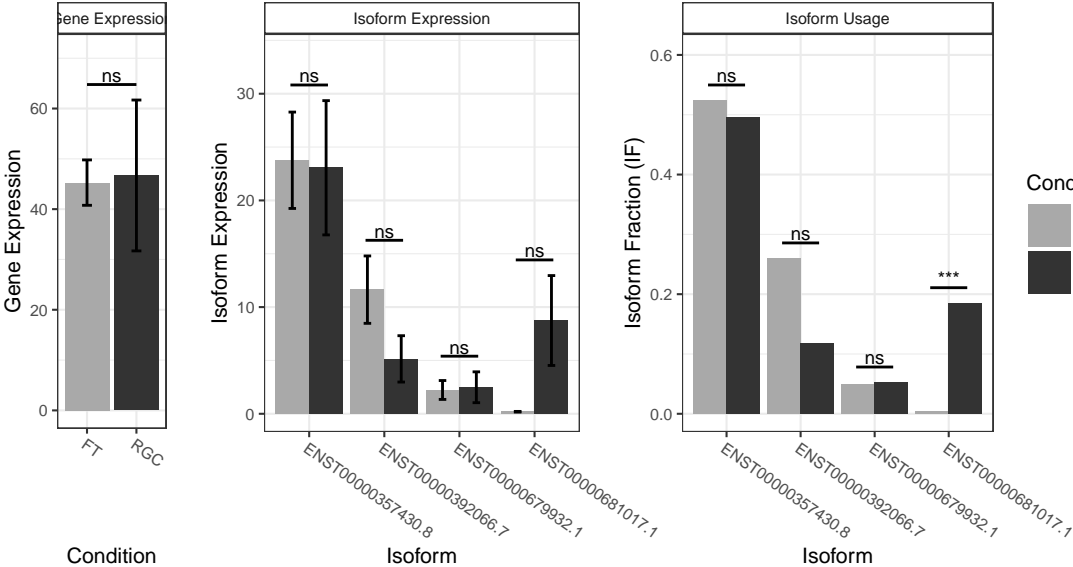 Gene Expression
Isoform Expression
Isoform Usage
Gene Expression
60
40
20
0
ns
FT
RGC
Condition
Isoform Expression
30
20
10
0
ns
ns
ns
ns
ENST00000357430.8
ENST00000392066.7
ENST00000679932.1
ENST00000681017.1
Isoform
Isoform Fraction (IF)
0.6
0.4
0.2
0.0
ns
ns
ns
***
ENST00000357430.8
ENST00000392066.7
ENST00000679932.1
ENST00000681017.1
Isoform
Cond